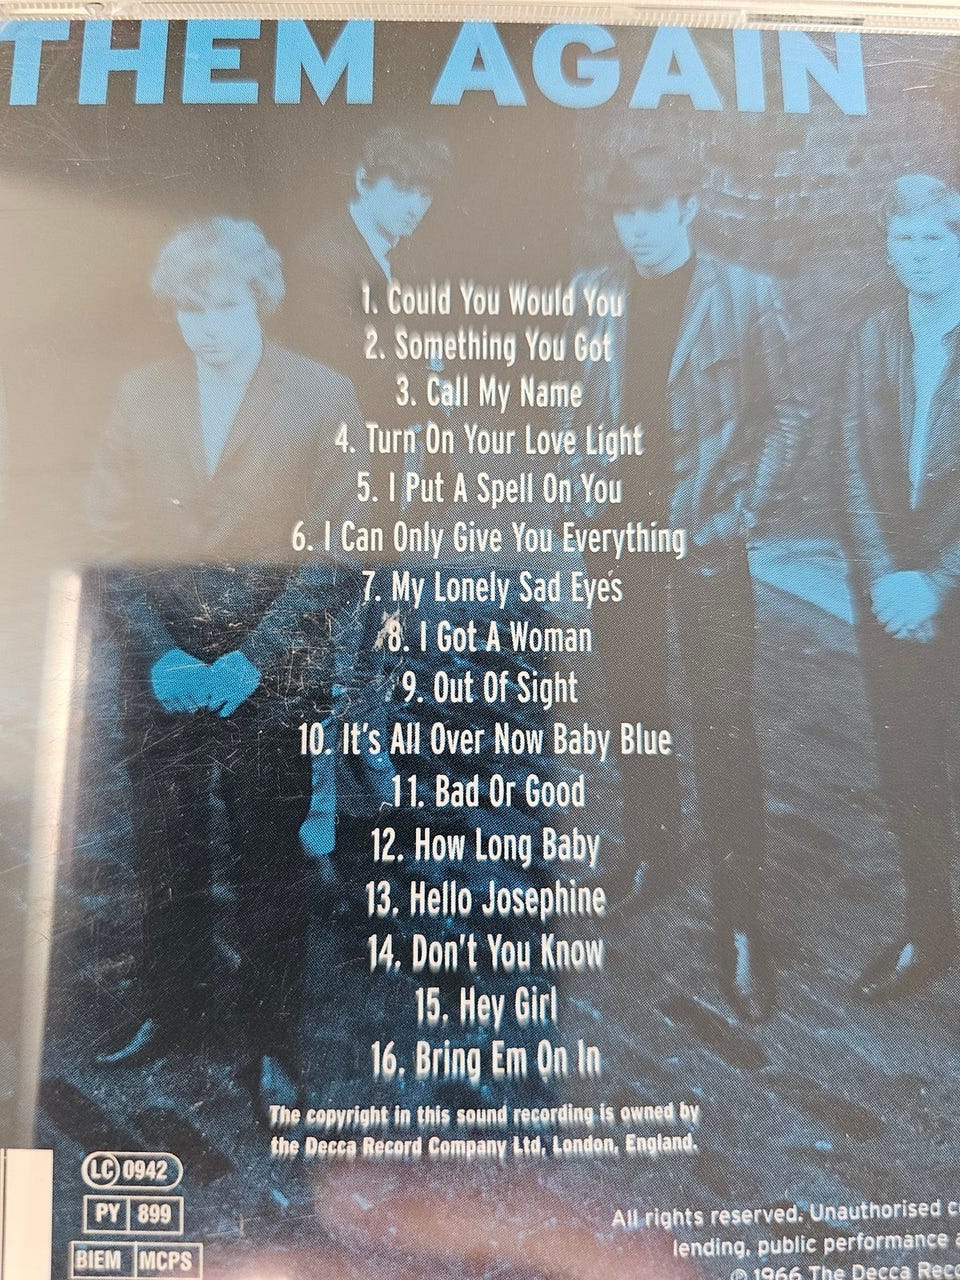 THEM AGAIN
1. Could You Would You
2. Something You Got
3. Call My Name
4. Turn On Your Love Light
5. I Put A Spell On You
6. I Can Only Give You Everything
7. My Lonely Sad Eyes
8. I Got A Woman
9. Out Of Sight
10. It's All Over Now Baby Blue
11. Bad Or Good
12. How Long Baby
13. Hello Josephine
14. Don't You Know
15. Hey Girl
16. Bring Em On In
The copyright in this sound recording is owned by
the Decca Record Company Ltd, London, England.
LC 0942
PY 899
BIEM MCPS
All rights reserved. Unauthorised
lending, public performance
℗ 1966 The Decca